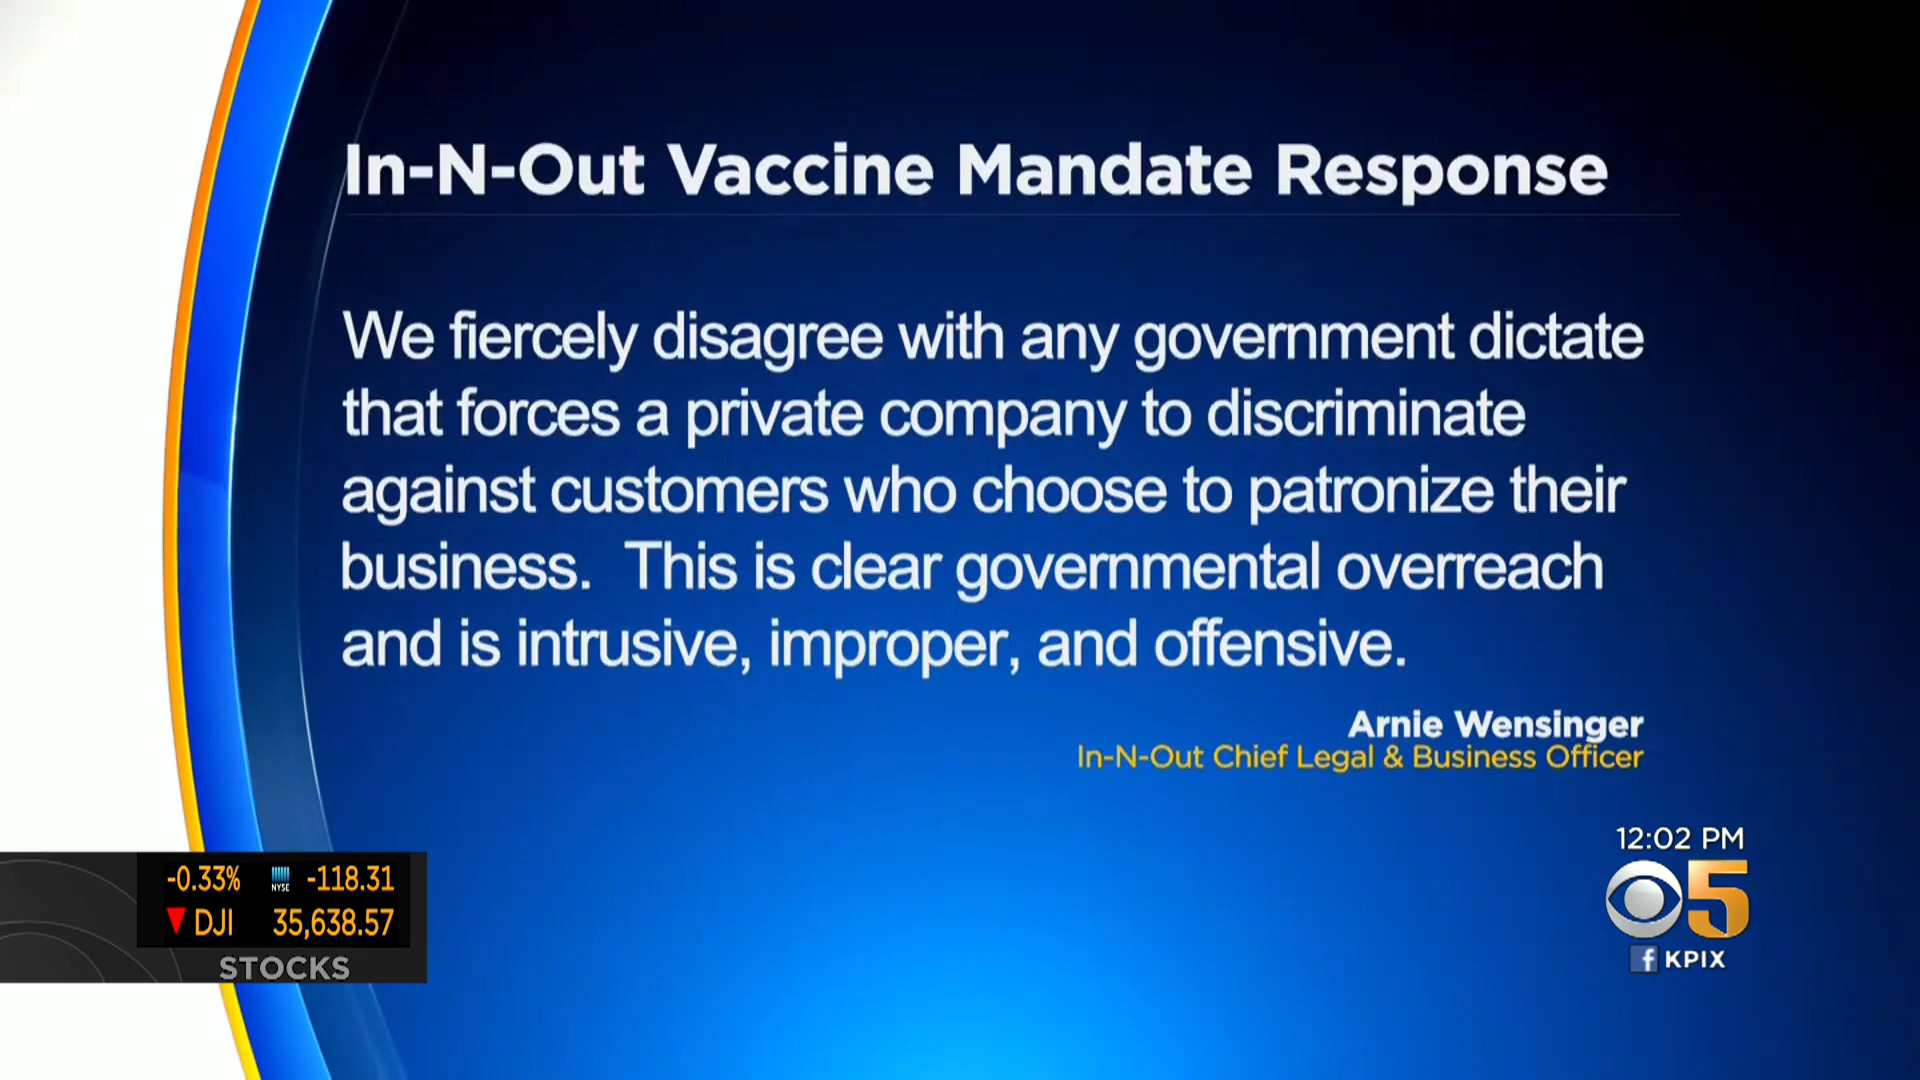 In-N-Out Vaccine Mandate Response
We fiercely disagree with any government dictate
that forces a private company to discriminate
against customers who choose to patronize their
business.  This is clear governmental overreach
and is intrusive, improper, and offensive.
Arnie Wensinger
In-N-Out Chief Legal & Business Officer
-0.33% NYSE -118.31
DJI 35,638.57
STOCKS
12:02 PM
5
f KPIX